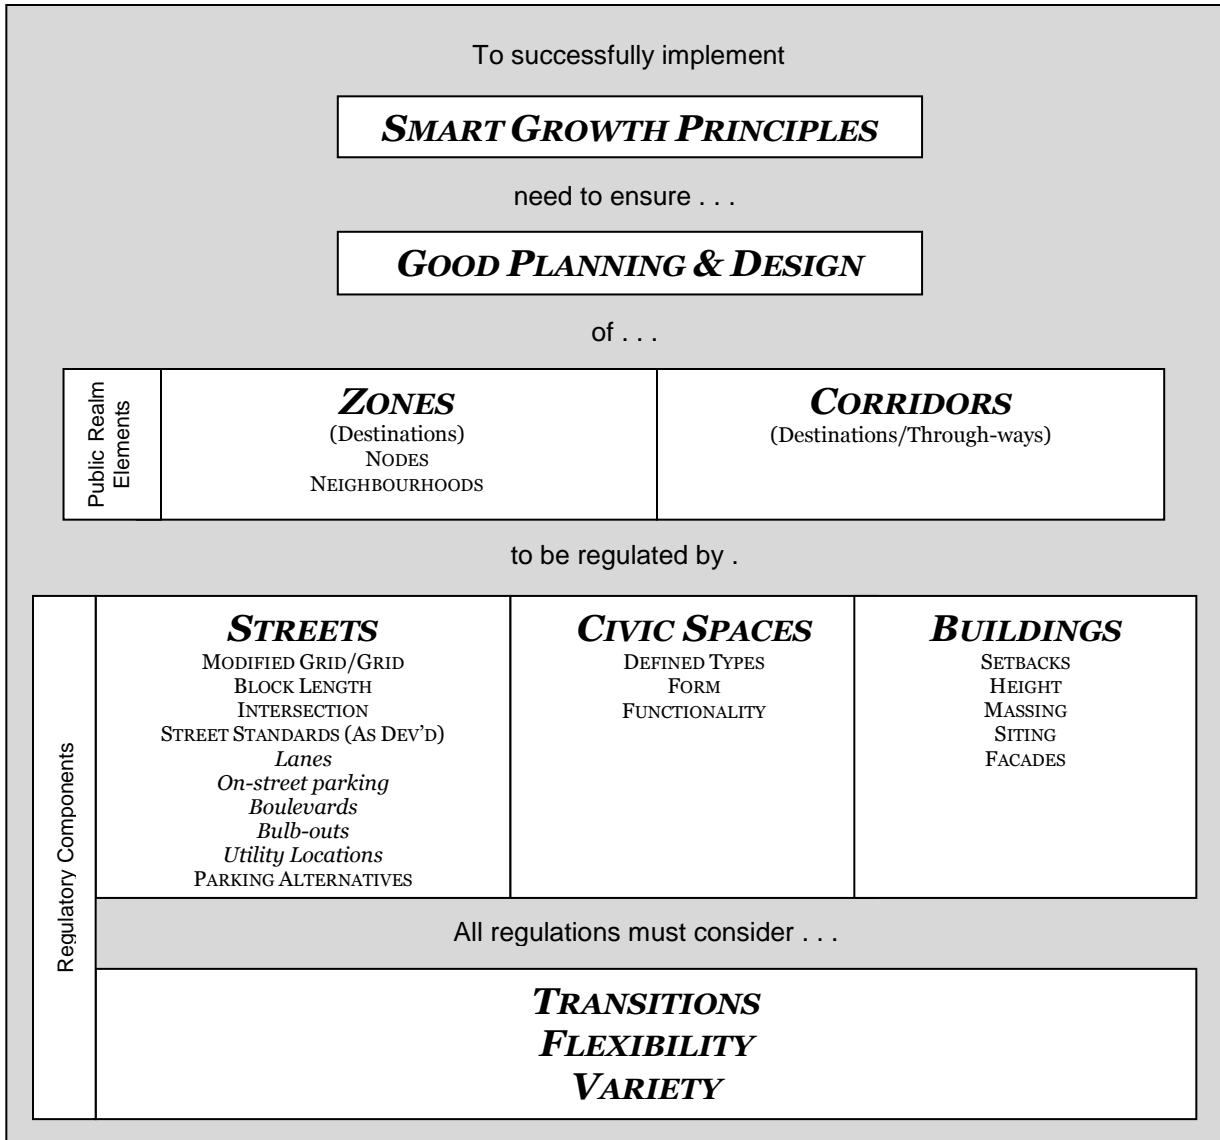 To successfully implement
SMART GROWTH PRINCIPLES
need to ensure . . .
GOOD PLANNING & DESIGN
of . . .
Public Realm
Elements
ZONES
(Destinations)
NODES
NEIGHBOURHOODS
CORRIDORS
(Destinations/Through-ways)
to be regulated by .
Regulatory Components
STREETS
MODIFIED GRID/GRID
BLOCK LENGTH
INTERSECTION
STREET STANDARDS (AS DEV’D)
Lanes
On-street parking
Boulevards
Bulb-outs
Utility Locations
PARKING ALTERNATIVES
CIVIC SPACES
DEFINED TYPES
FORM
FUNCTIONALITY
BUILDINGS
SETBACKS
HEIGHT
MASSING
SITING
FACADES
All regulations must consider . . .
TRANSITIONS
FLEXIBILITY
VARIETY